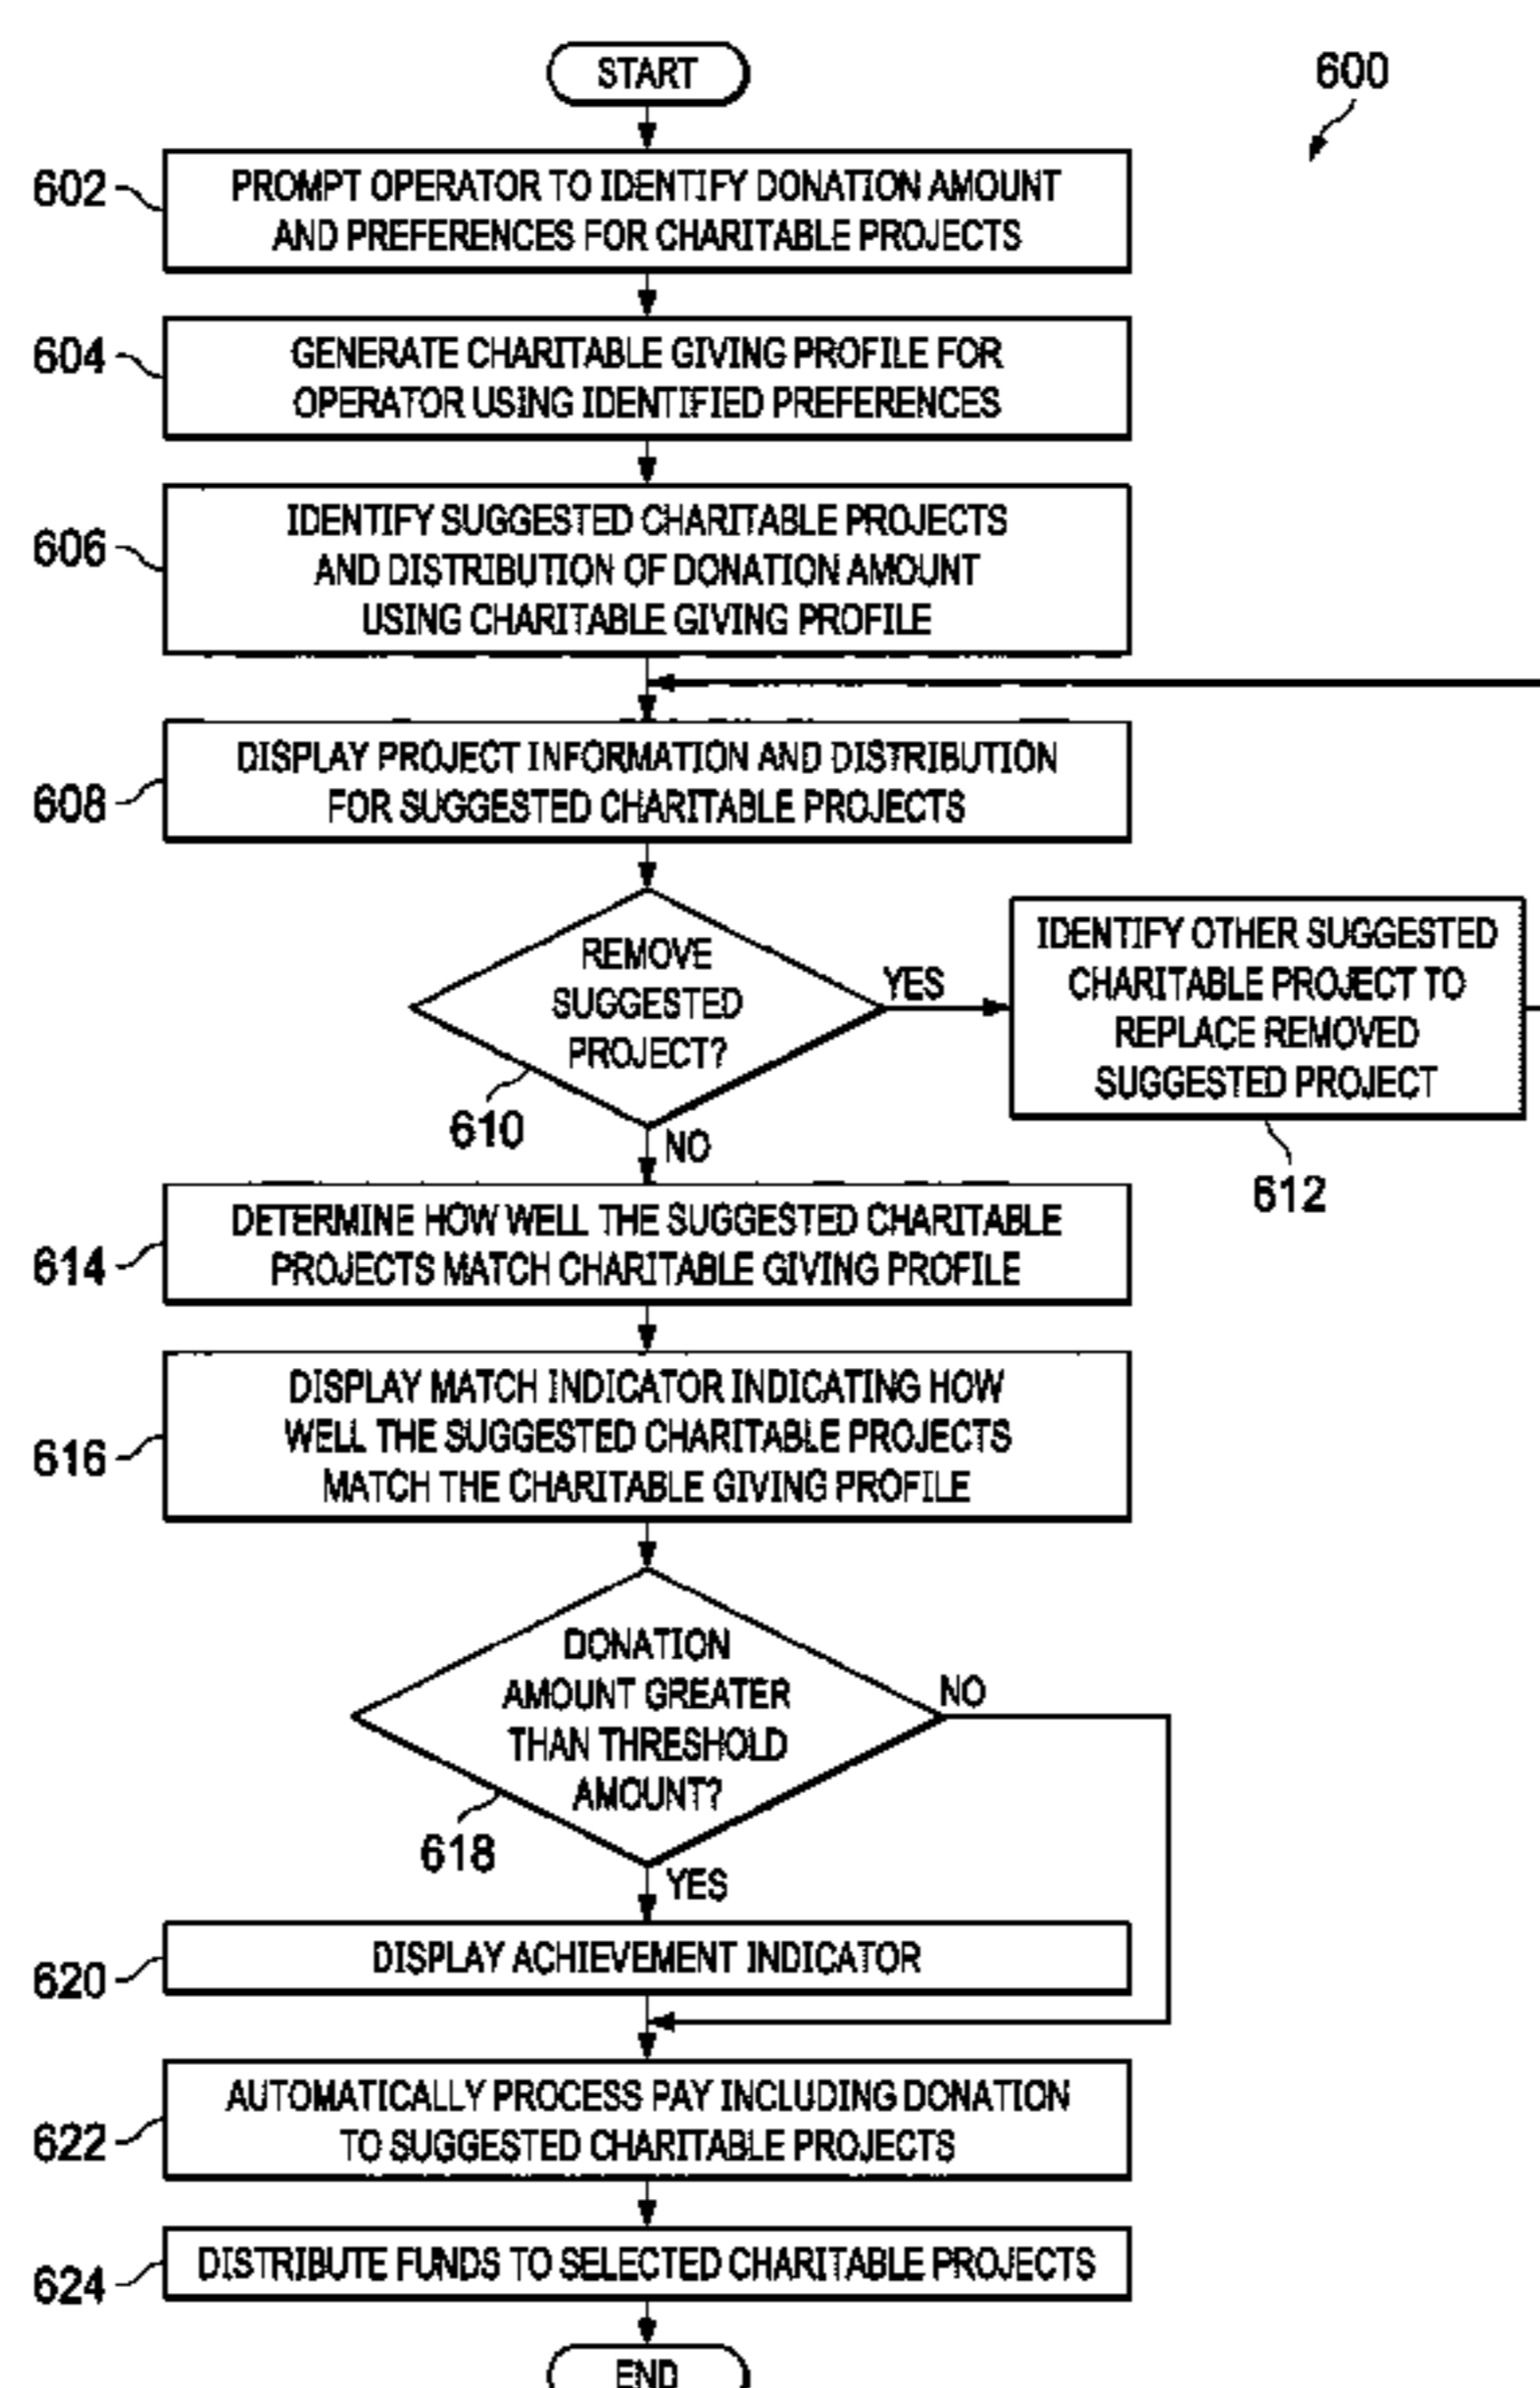 START
600
602
PROMPT OPERATOR TO IDENTIFY DONATION AMOUNT
AND PREFERENCES FOR CHARITABLE PROJECTS
604
GENERATE CHARITABLE GIVING PROFILE FOR
OPERATOR USING IDENTIFIED PREFERENCES
606
IDENTIFY SUGGESTED CHARITABLE PROJECTS
AND DISTRIBUTION OF DONATION AMOUNT
USING CHARITABLE GIVING PROFILE
608
DISPLAY PROJECT INFORMATION AND DISTRIBUTION
FOR SUGGESTED CHARITABLE PROJECTS
REMOVE
SUGGESTED
PROJECT?
610
YES
IDENTIFY OTHER SUGGESTED
CHARITABLE PROJECT TO
REPLACE REMOVED
SUGGESTED PROJECT
612
NO
614
DETERMINE HOW WELL THE SUGGESTED CHARITABLE
PROJECTS MATCH CHARITABLE GIVING PROFILE
616
DISPLAY MATCH INDICATOR INDICATING HOW
WELL THE SUGGESTED CHARITABLE PROJECTS
MATCH THE CHARITABLE GIVING PROFILE
DONATION
AMOUNT GREATER
THAN THRESHOLD
AMOUNT?
618
NO
YES
620
DISPLAY ACHIEVEMENT INDICATOR
622
AUTOMATICALLY PROCESS PAY INCLUDING DONATION
TO SUGGESTED CHARITABLE PROJECTS
624
DISTRIBUTE FUNDS TO SELECTED CHARITABLE PROJECTS
END